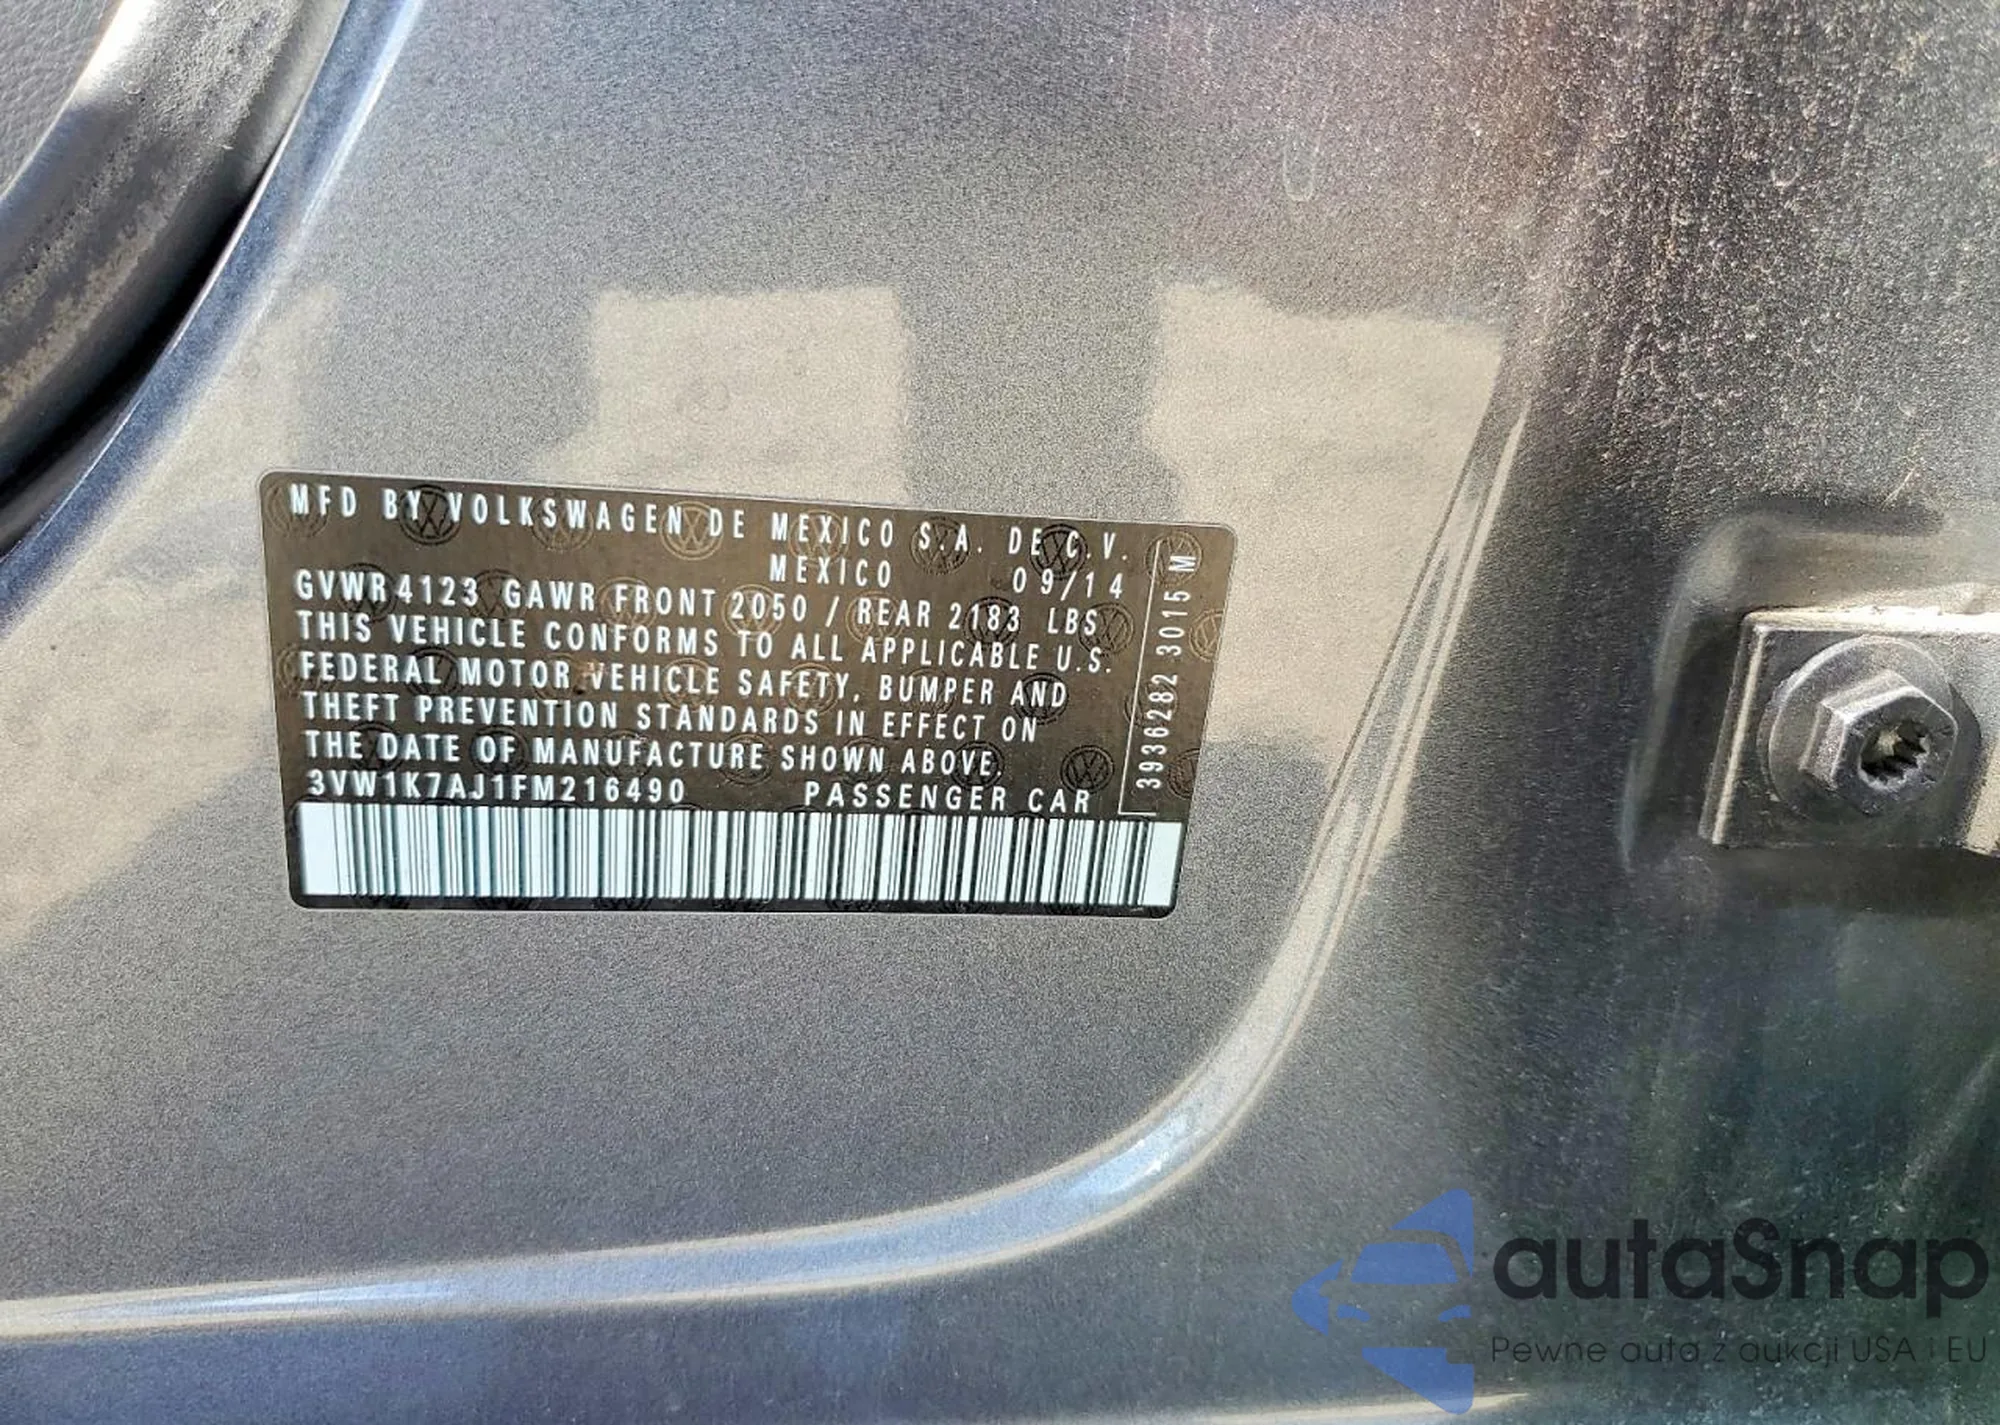 MFD BY VOLKSWAGEN DE MEXICO S.A. DE C.V.
MEXICO 09/14
GVWR 4123 GAWR FRONT 2050 / REAR 2183 LBS
THIS VEHICLE CONFORMS TO ALL APPLICABLE U.S.
FEDERAL MOTOR VEHICLE SAFETY, BUMPER AND
THEFT PREVENTION STANDARDS IN EFFECT ON
THE DATE OF MANUFACTURE SHOWN ABOVE.
3VW1K7AJ1FM216490 PASSENGER CAR
3936282 3015 M
autaSnap
Pewne auta z aukcji USA i EU